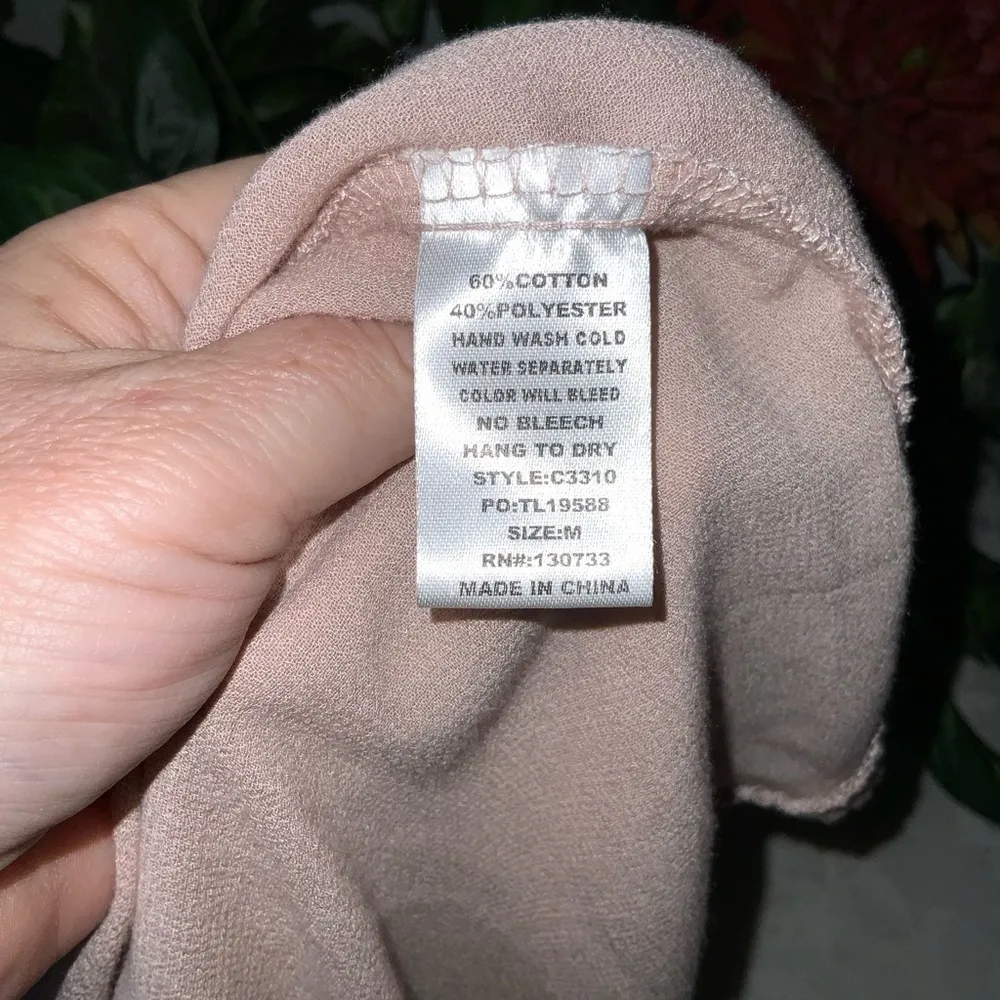 60%COTTON
40%POLYESTER
HAND WASH COLD
WATER SEPARATELY
COLOR WILL BLEED
NO BLEECH
HANG TO DRY
STYLE:C3310
PO:TL19588
SIZE:M
RN#:130733
MADE IN CHINA